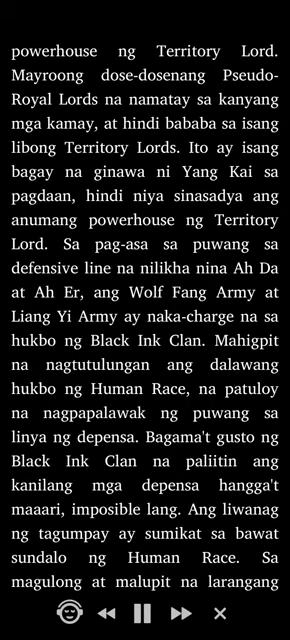 powerhouse ng Territory Lord.
Mayroong dose-dosenang Pseudo-
Royal Lords na namatay sa kanyang
mga kamay, at hindi bababa sa isang
libong Territory Lords. Ito ay isang
bagay na ginawa ni Yang Kai sa
pagdaan, hindi niya sinasadya ang
anumang powerhouse ng Territory
Lord. Sa pag-asa sa puwang sa
defensive line na nilikha nina Ah Da
at Ah Er, ang Wolf Fang Army at
Liang Yi Army ay naka-charge na sa
hukbo ng Black Ink Clan. Mahigpit
na nagtutulungan ang dalawang
hukbo ng Human Race, na patuloy
na nagpapalawak ng puwang sa
linya ng depensa. Bagama't gusto ng
Black Ink Clan na paliitin ang
kanilang mga depensa hangga't
maaari, imposible lang. Ang liwanag
ng tagumpay ay sumikat sa bawat
sundalo ng Human Race. Sa
magulong at malupit na larangang